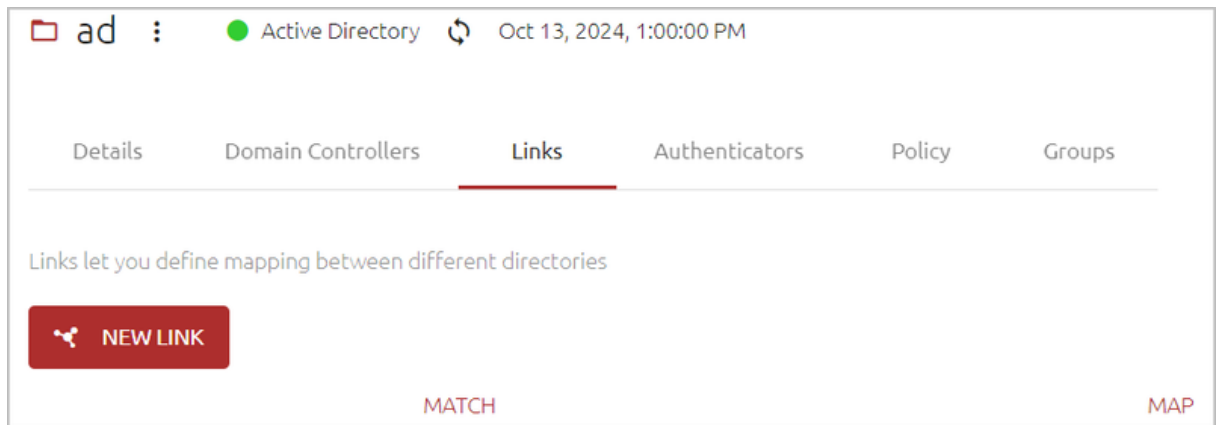 ad Active Directory Oct 13, 2024, 1:00:00 PM
Details Domain Controllers Links Authenticators Policy Groups
Links let you define mapping between different directories
NEW LINK
MATCH MAP